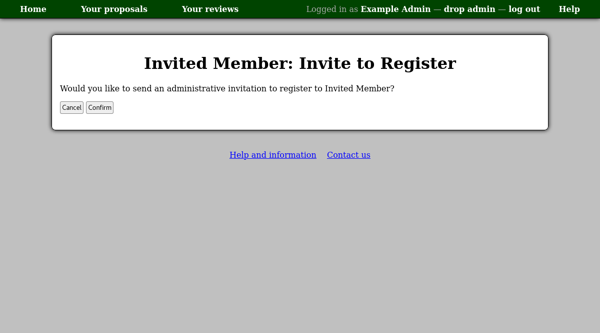 Home Your proposals Your reviews Logged in as Example Admin — drop admin — log out Help
Invited Member: Invite to Register
Would you like to send an administrative invitation to register to Invited Member?
Cancel Confirm
Help and information Contact us